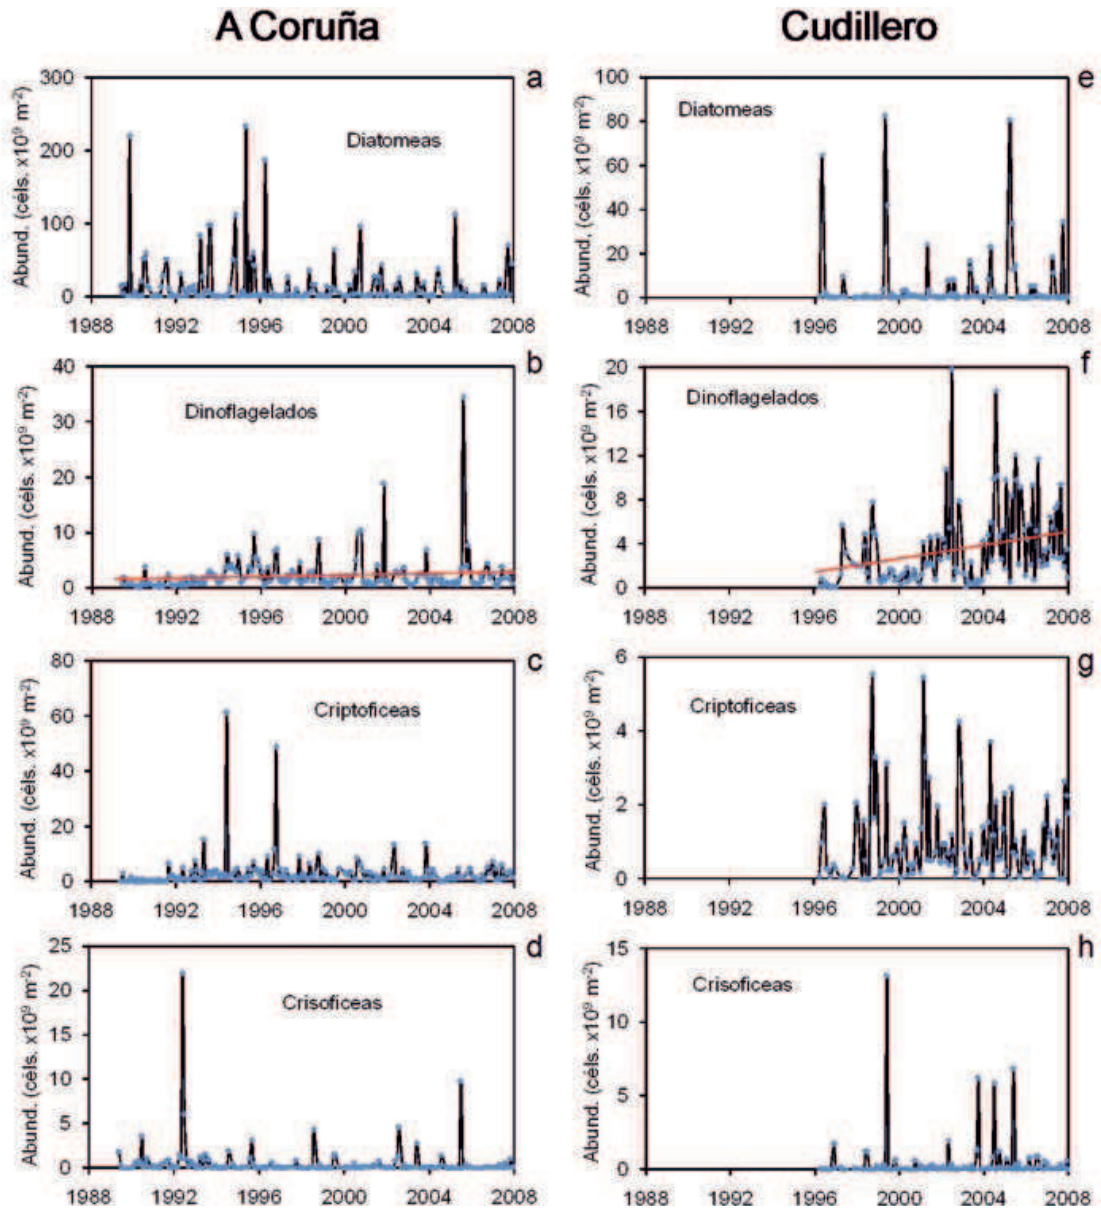 A Coruña
Cudillero
a
Abund. (céls. x10⁹ m⁻²)
300
200
100
0
Diatomeas
1988 1992 1996 2000 2004 2008
e
Abund. (céls. x10⁹ m⁻²)
100
80
60
40
20
0
Diatomeas
1988 1992 1996 2000 2004 2008
b
Abund. (céls. x10⁹ m⁻²)
40
30
20
10
0
Dinoflagelados
1988 1992 1996 2000 2004 2008
f
Abund. (céls. x10⁹ m⁻²)
20
16
12
8
4
0
Dinoflagelados
1988 1992 1996 2000 2004 2008
c
Abund. (céls. x10⁹ m⁻²)
80
60
40
20
0
Criptoficeas
1988 1992 1996 2000 2004 2008
g
Abund. (céls. x10⁹ m⁻²)
6
4
2
0
Criptoficeas
1988 1992 1996 2000 2004 2008
d
Abund. (céls. x10⁹ m⁻²)
25
20
15
10
5
0
Crisoficeas
1988 1992 1996 2000 2004 2008
h
Abund. (céls. x10⁹ m⁻²)
15
10
5
0
Crisoficeas
1988 1992 1996 2000 2004 2008